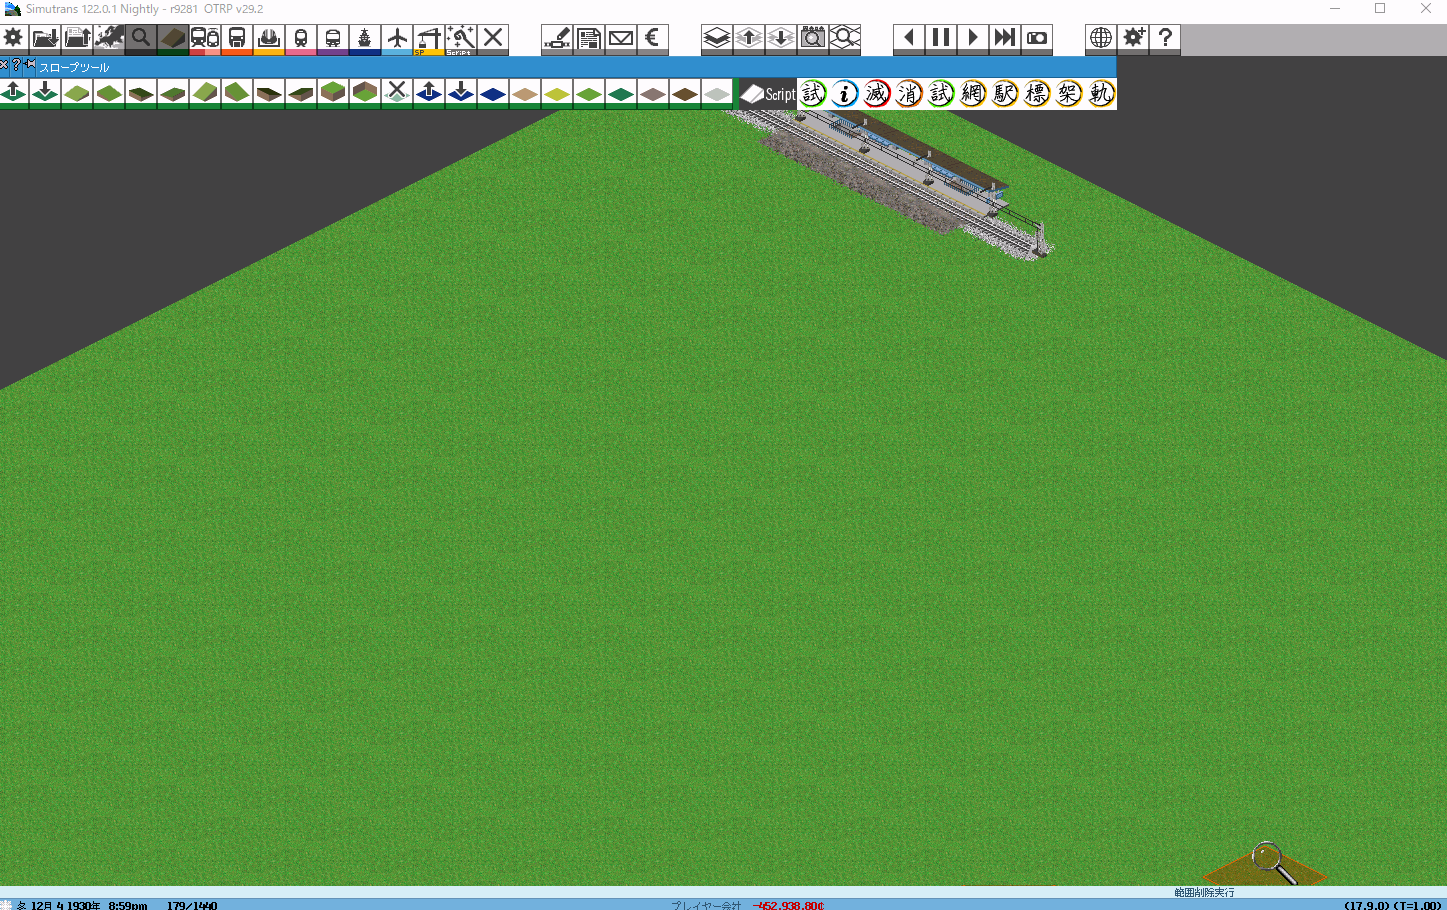 Simutrans 122.0.1 Nightly - r9281 OTRP v29.2
SP
Script
スロープツール
Script
試
i
滅
消
試
網
駅
標
架
軌
範囲削除実行
冬 12月 4 1930年 8:59pm 179/1440
プレイヤー会社 -452,938.80¢
(17,9,0) (T=1.00)